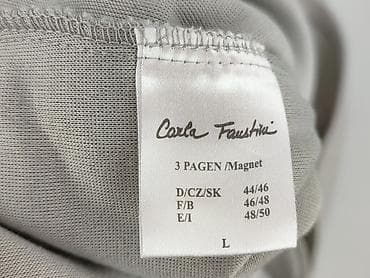 Carla Faustini
3 PAGEN /Magnet
D/CZ/SK 44/46
F/B 46/48
E/I 48/50
L